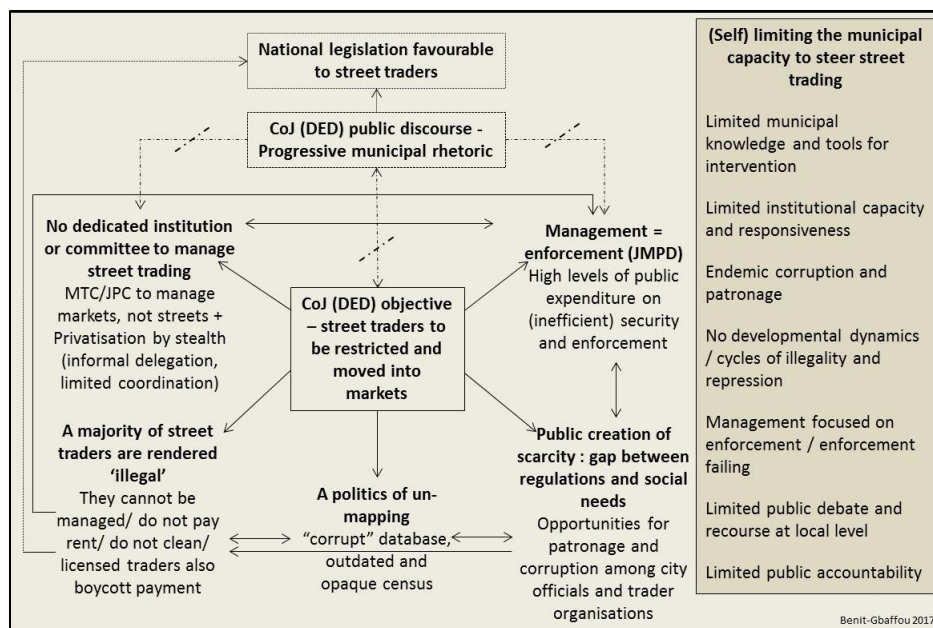 National legislation favourable
to street traders
CoJ (DED) public discourse -
Progressive municipal rhetoric
No dedicated institution
or committee to manage
street trading
MTC/JPC to manage
markets, not streets +
Privatisation by stealth
(informal delegation,
limited coordination)
Management =
enforcement (JMPD)
High levels of public
expenditure on
(inefficient) security
and enforcement
CoJ (DED) objective
– street traders to
be restricted and
moved into
markets
A majority of street
traders are rendered
‘illegal’
They cannot be
managed/ do not pay
rent/ do not clean/
licensed traders also
boycott payment
A politics of un-
mapping
“corrupt” database,
outdated and
opaque census
Public creation of
scarcity : gap between
regulations and social
needs
Opportunities for
patronage and
corruption among city
officials and trader
organisations
(Self) limiting the municipal
capacity to steer street
trading
Limited municipal
knowledge and tools for
intervention
Limited institutional capacity
and responsiveness
Endemic corruption and
patronage
No developmental dynamics
/ cycles of illegality and
repression
Management focused on
enforcement / enforcement
failing
Limited public debate and
recourse at local level
Limited public accountability
Benit-Gbaffou 2017